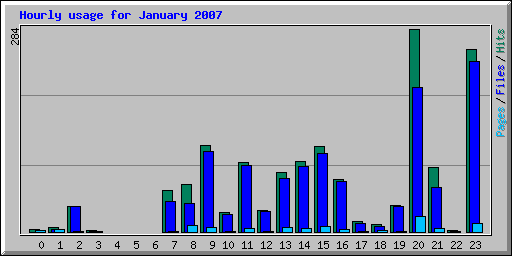 Hourly usage for January 2007
284
Pages / Files / Hits
0 1 2 3 4 5 6 7 8 9 10 11 12 13 14 15 16 17 18 19 20 21 22 23